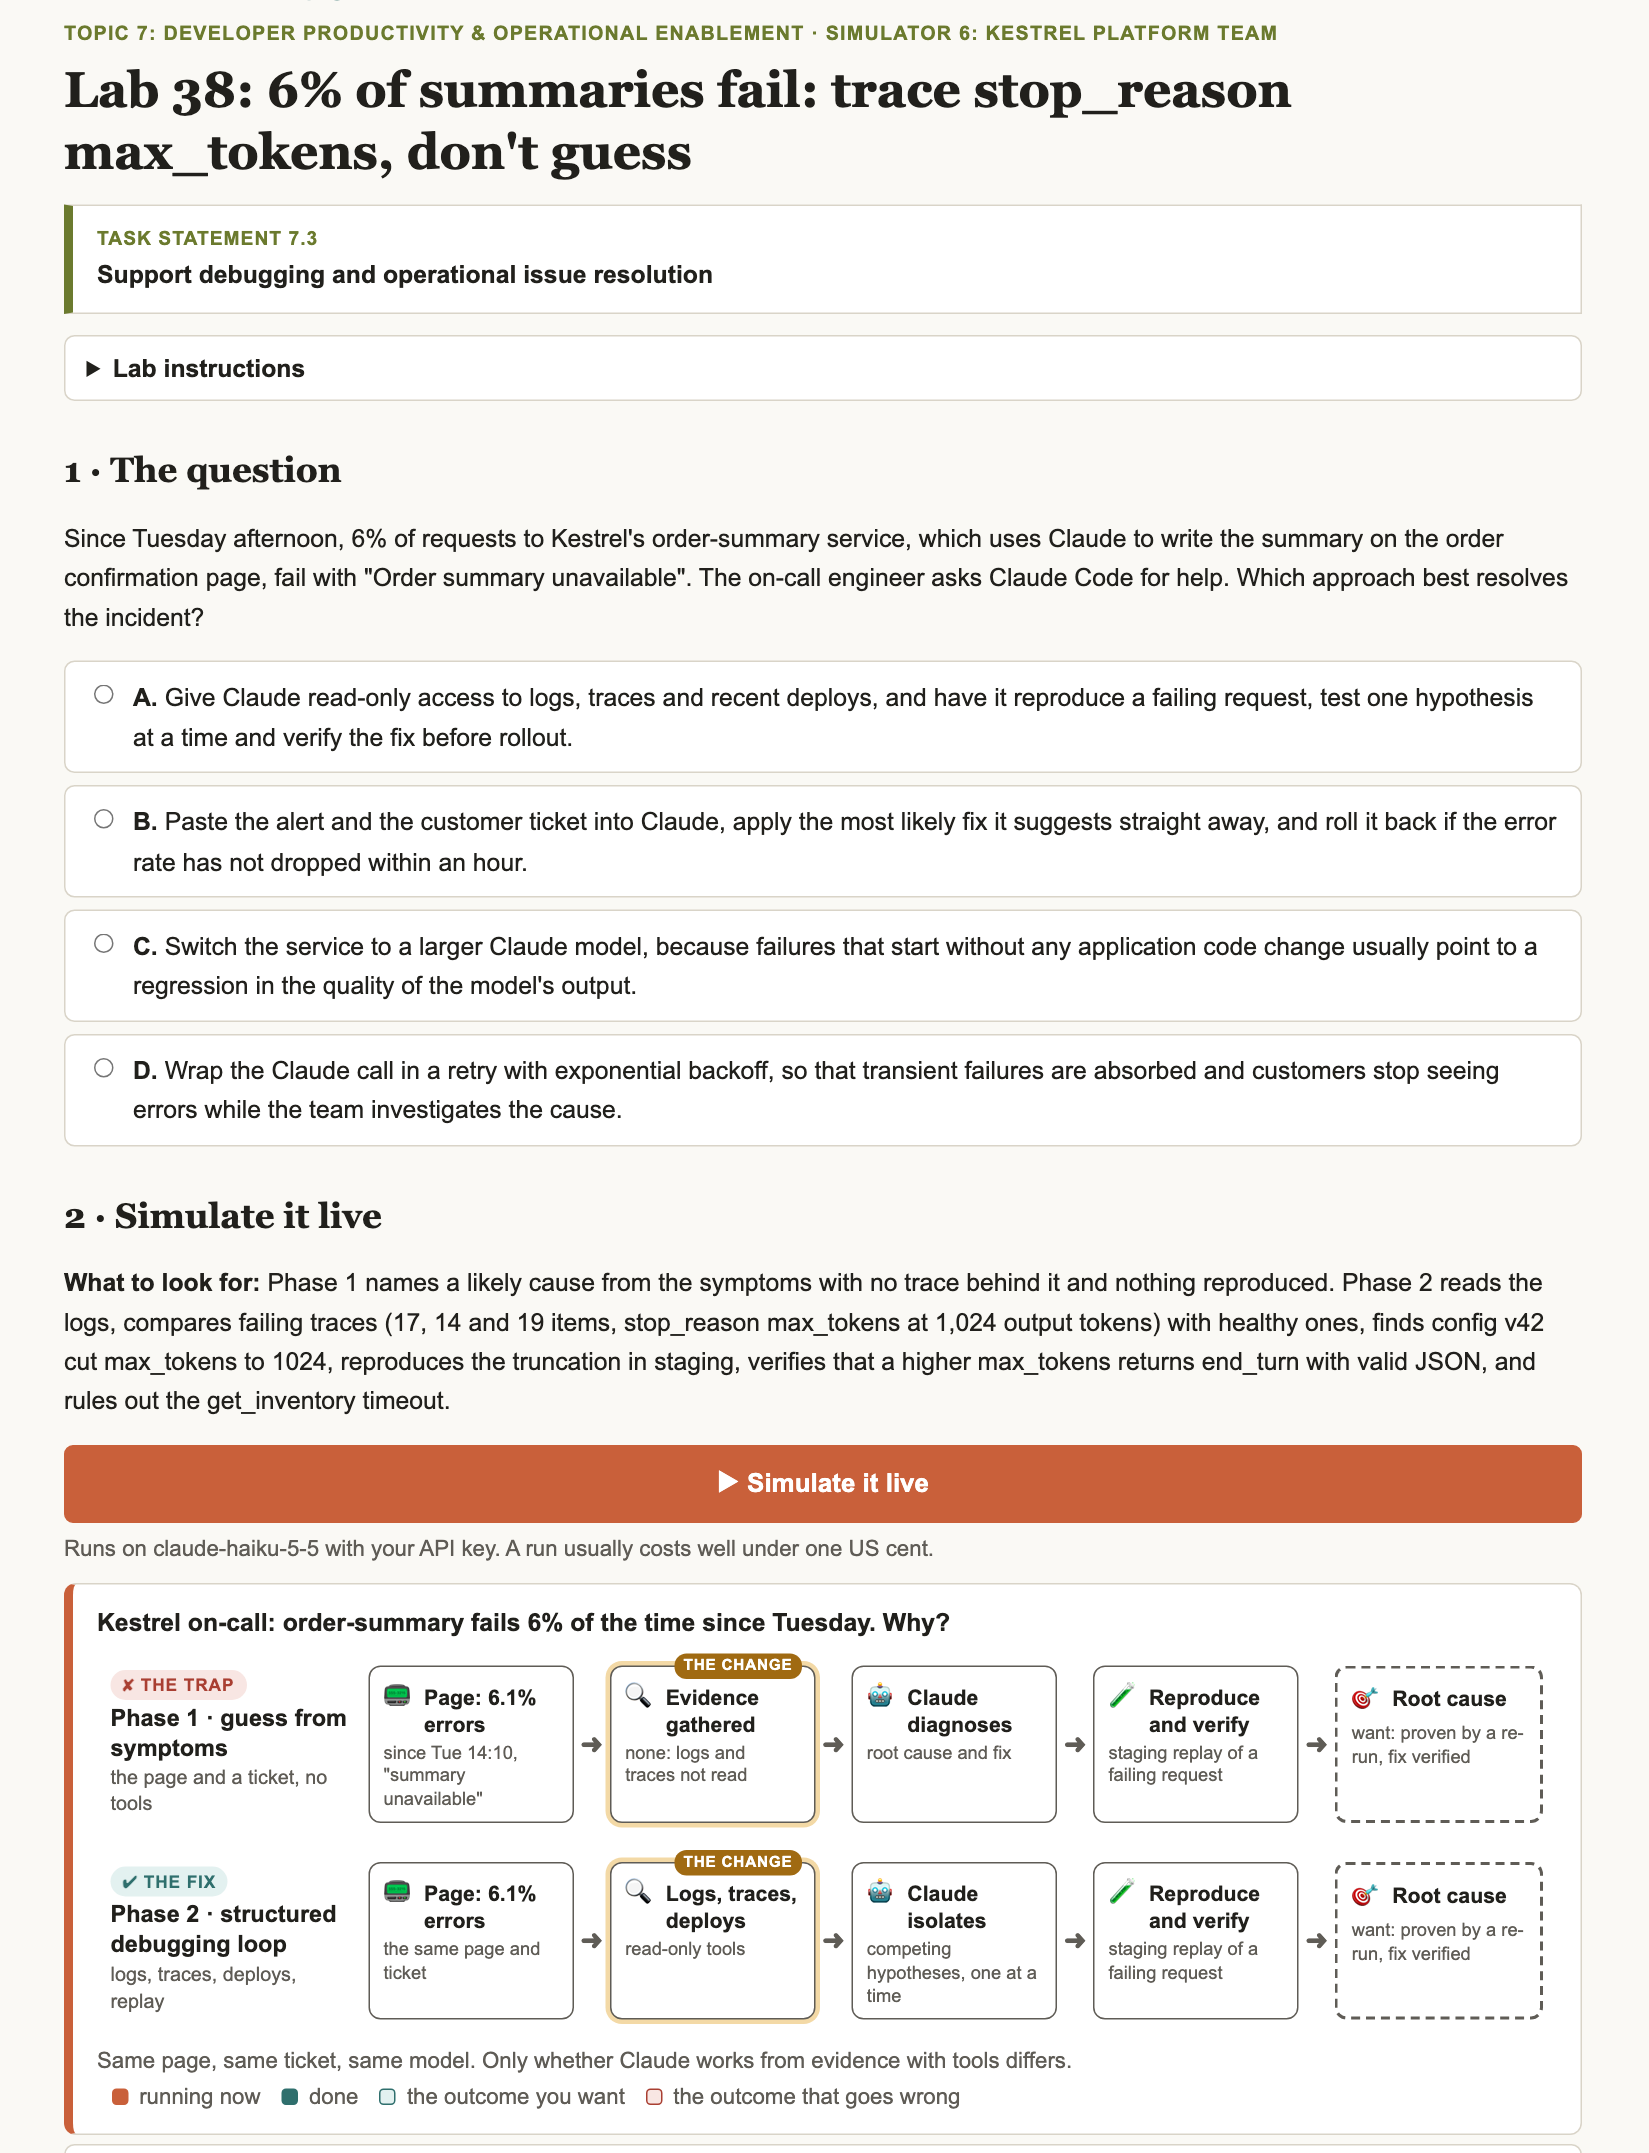 TOPIC 7: DEVELOPER PRODUCTIVITY & OPERATIONAL ENABLEMENT · SIMULATOR 6: KESTREL PLATFORM TEAM
Lab 38: 6% of summaries fail: trace stop_reason
max_tokens, don't guess
TASK STATEMENT 7.3
Support debugging and operational issue resolution
▶ Lab instructions
1 · The question
Since Tuesday afternoon, 6% of requests to Kestrel's order-summary service, which uses Claude to write the summary on the order
confirmation page, fail with "Order summary unavailable". The on-call engineer asks Claude Code for help. Which approach best resolves
the incident?
A. Give Claude read-only access to logs, traces and recent deploys, and have it reproduce a failing request, test one hypothesis
at a time and verify the fix before rollout.
B. Paste the alert and the customer ticket into Claude, apply the most likely fix it suggests straight away, and roll it back if the error
rate has not dropped within an hour.
C. Switch the service to a larger Claude model, because failures that start without any application code change usually point to a
regression in the quality of the model's output.
D. Wrap the Claude call in a retry with exponential backoff, so that transient failures are absorbed and customers stop seeing
errors while the team investigates the cause.
2 · Simulate it live
What to look for: Phase 1 names a likely cause from the symptoms with no trace behind it and nothing reproduced. Phase 2 reads the
logs, compares failing traces (17, 14 and 19 items, stop_reason max_tokens at 1,024 output tokens) with healthy ones, finds config v42
cut max_tokens to 1024, reproduces the truncation in staging, verifies that a higher max_tokens returns end_turn with valid JSON, and
rules out the get_inventory timeout.
▶ Simulate it live
Runs on claude-haiku-5-5 with your API key. A run usually costs well under one US cent.
Kestrel on-call: order-summary fails 6% of the time since Tuesday. Why?
✘ THE TRAP
Phase 1 · guess from
symptoms
the page and a ticket, no
tools
Page: 6.1%
errors
since Tue 14:10,
"summary
unavailable"
➜
THE CHANGE
Evidence
gathered
none: logs and
traces not read
➜
Claude
diagnoses
root cause and fix
➜
Reproduce
and verify
staging replay of a
failing request
➜
Root cause
want: proven by a re-
run, fix verified
✔ THE FIX
Phase 2 · structured
debugging loop
logs, traces, deploys,
replay
Page: 6.1%
errors
the same page and
ticket
➜
THE CHANGE
Logs, traces,
deploys
read-only tools
➜
Claude
isolates
competing
hypotheses, one at a
time
➜
Reproduce
and verify
staging replay of a
failing request
➜
Root cause
want: proven by a re-
run, fix verified
Same page, same ticket, same model. Only whether Claude works from evidence with tools differs.
running now done the outcome you want the outcome that goes wrong